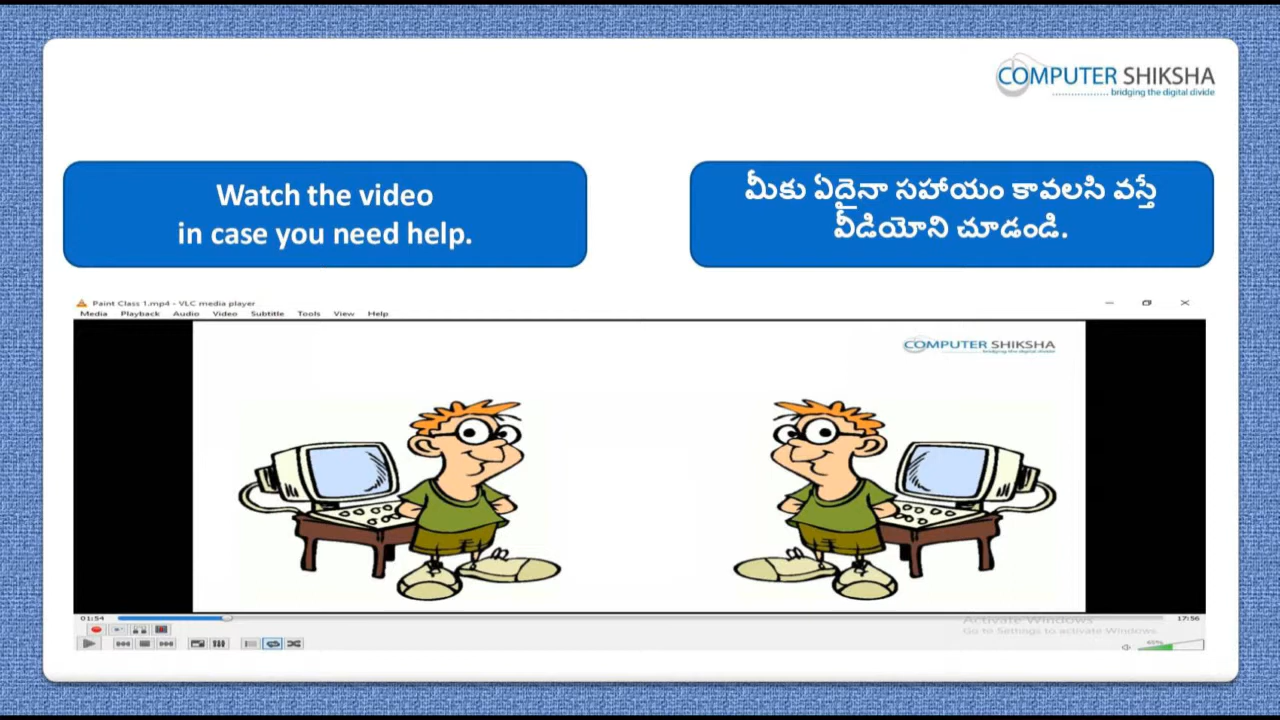 COMPUTER SHIKSHA
.................. bridging the digital divide
Watch the video
in case you need help.
మీకు ఏదైనా సహాయం కావలసి వస్తే
వీడియోని చూడండి.
Paint Class 1.mp4 - VLC media player
Media Playback Audio Video Subtitle Tools View Help
COMPUTER SHIKSHA
bridging the digital divide
01:54
17:56
Activate Windows
Go to Settings to activate Windows.
65%